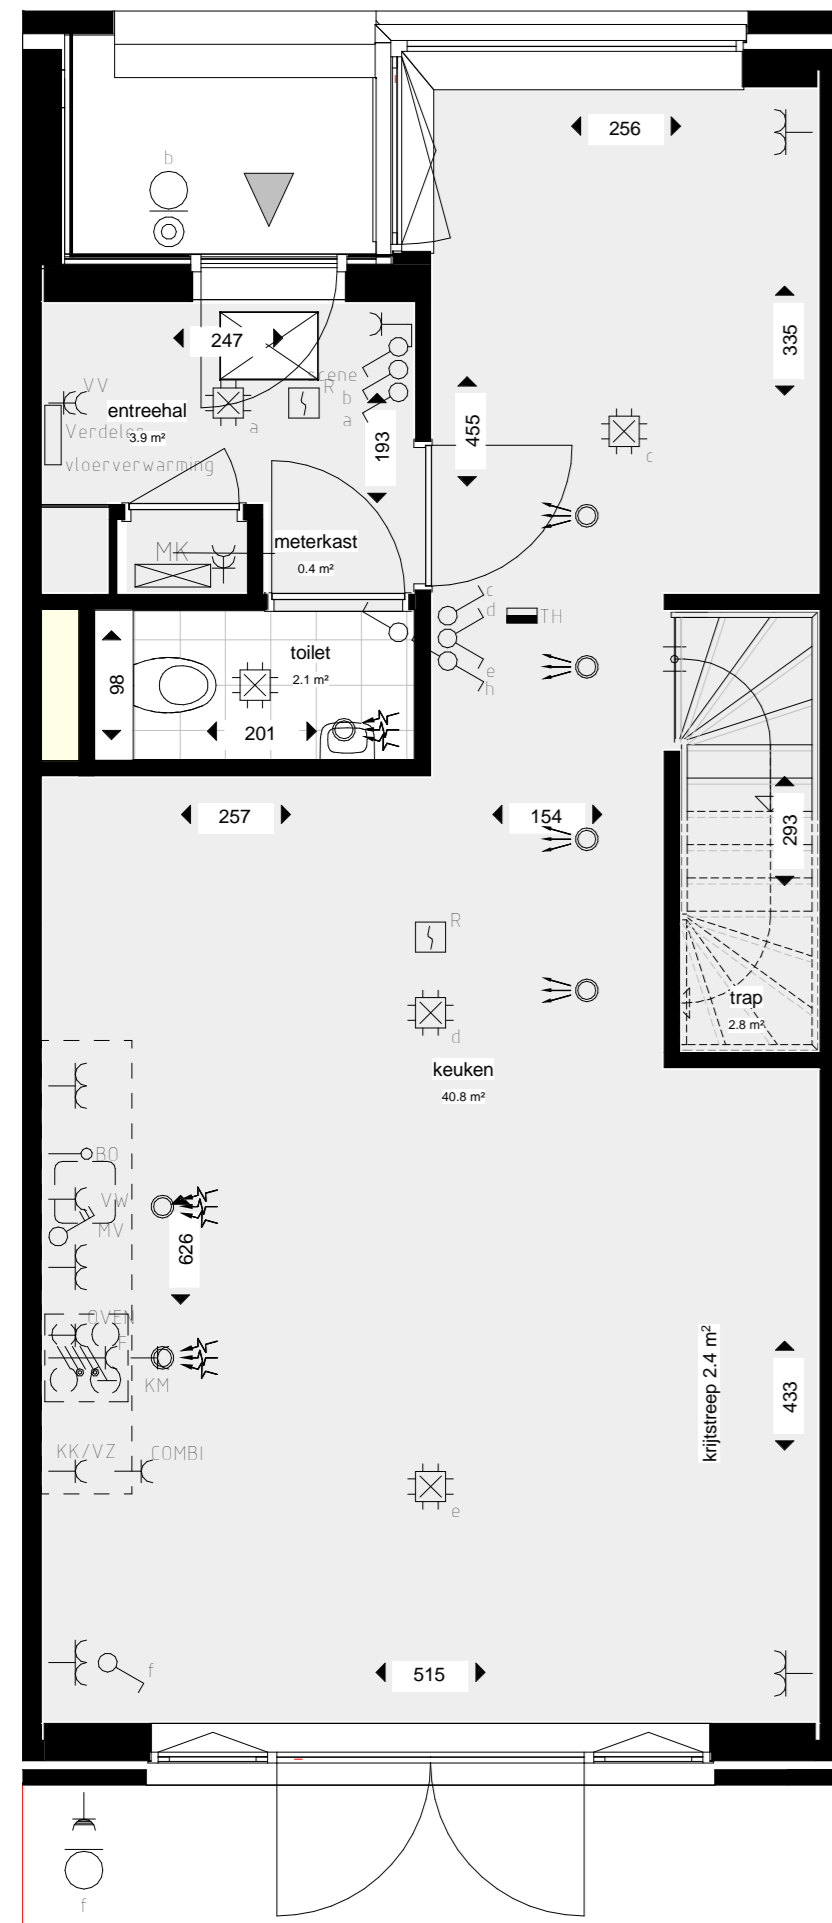 256
b
247
335
scene
R
b
a
a
VV
entreehal
3.9 m²
Verdeler
vloerverwarming
193
455
c
MK
meterkast
0.4 m²
c
d
TH
e
h
toilet
2.1 m²
98
201
257
154
293
R
trap
2.8 m²
d
keuken
40.8 m²
BO
VW
MV
626
OVEN
F
KM
krijtstreep 2.4 m²
433
KK/VZ
COMBI
e
f
515
f